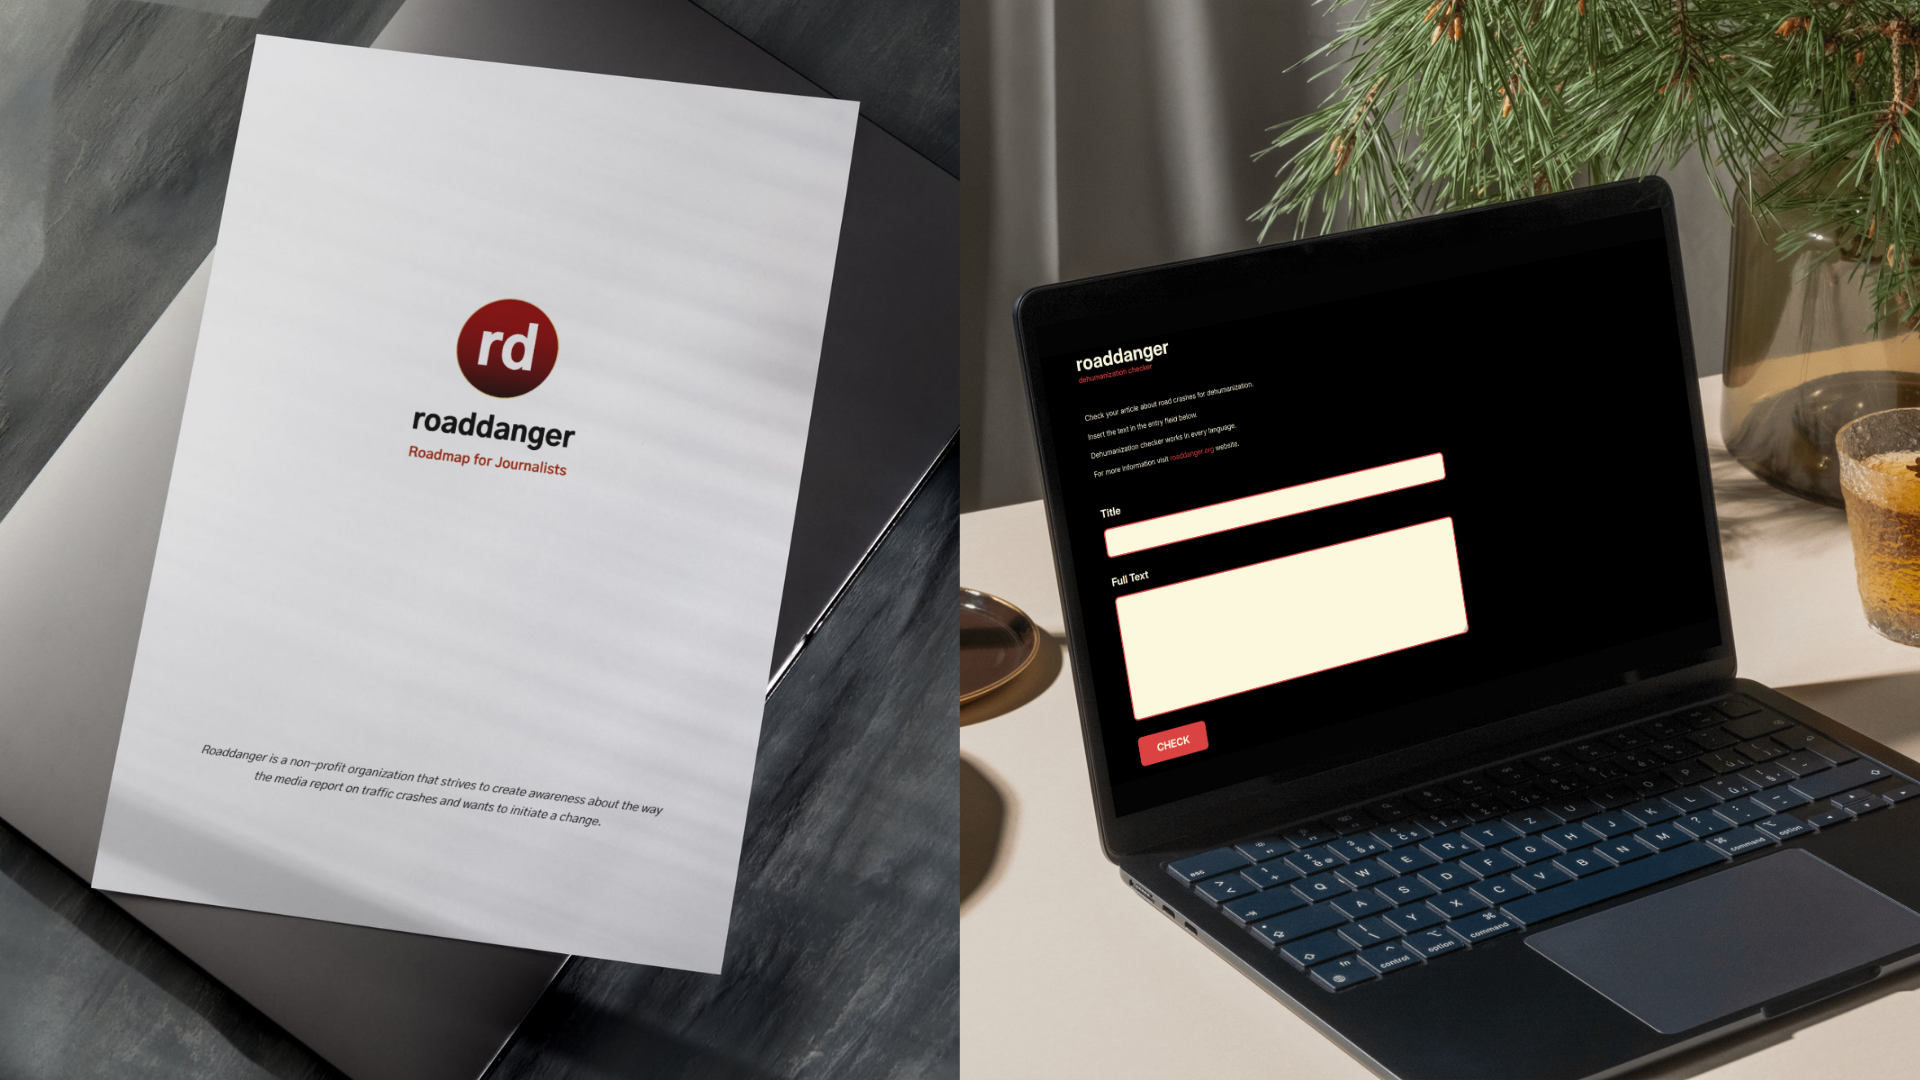 rd
roaddanger
Roadmap for Journalists
Roaddanger is a non-profit organization that strives to create awareness about the way
the media report on traffic crashes and wants to initiate a change.
roaddanger
dehumanization checker
Check your article about road crashes for dehumanization.
Insert the text in the entry field below.
Dehumanization checker works in every language.
For more information visit roaddanger.org website.
Title
Full Text
CHECK
esc
Q W E R T Z U
A S D F G H J K L
Y X C V B N M
fn
control
option
command
command
option